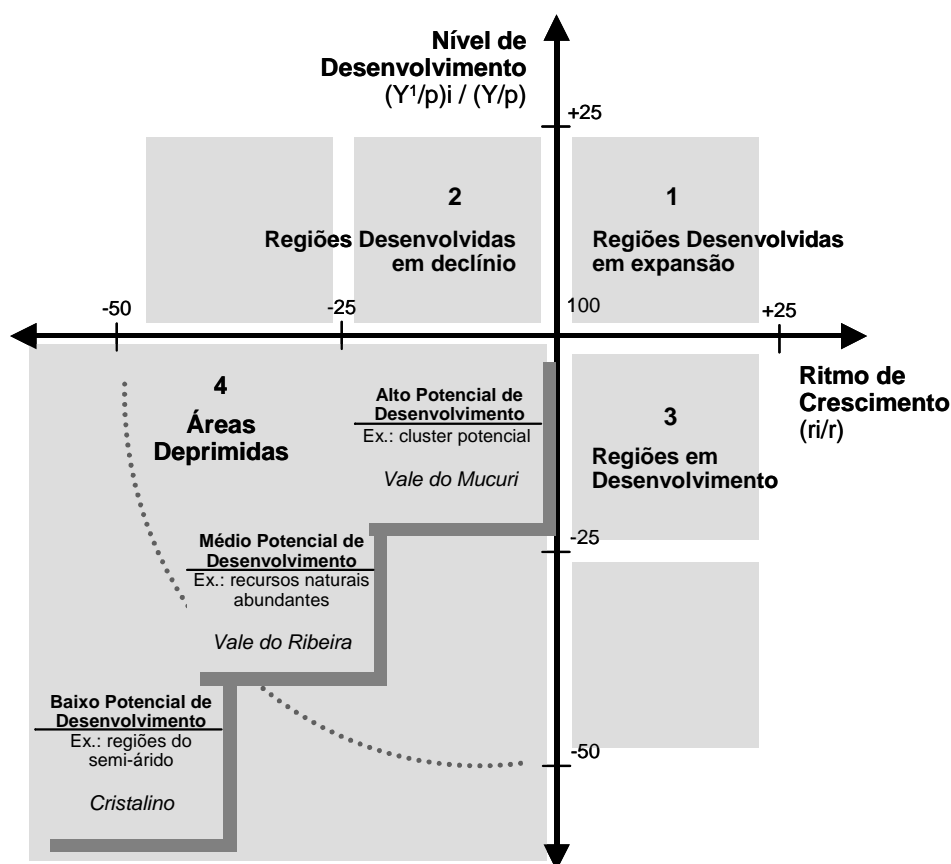 Nível de
Desenvolvimento
(Y¹/p)i / (Y/p)
+25
2
Regiões Desenvolvidas
em declínio
1
Regiões Desenvolvidas
em expansão
-50
-25
100
+25
Ritmo de
Crescimento
(ri/r)
4
Áreas
Deprimidas
Alto Potencial de
Desenvolvimento
Ex.: cluster potencial
Vale do Mucuri
3
Regiões em
Desenvolvimento
-25
Médio Potencial de
Desenvolvimento
Ex.: recursos naturais
abundantes
Vale do Ribeira
Baixo Potencial de
Desenvolvimento
Ex.: regiões do
semi-árido
Cristalino
-50